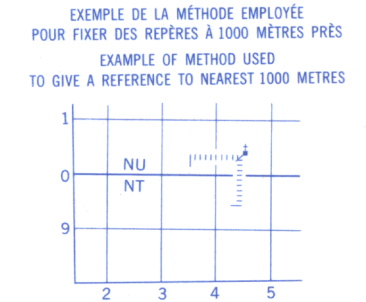 EXEMPLE DE LA MÉTHODE EMPLOYÉE
POUR FIXER DES REPÈRES À 1000 MÈTRES PRÈS
EXAMPLE OF METHOD USED
TO GIVE A REFERENCE TO NEAREST 1000 METRES
1
NU
0
NT
9
2 3 4 5